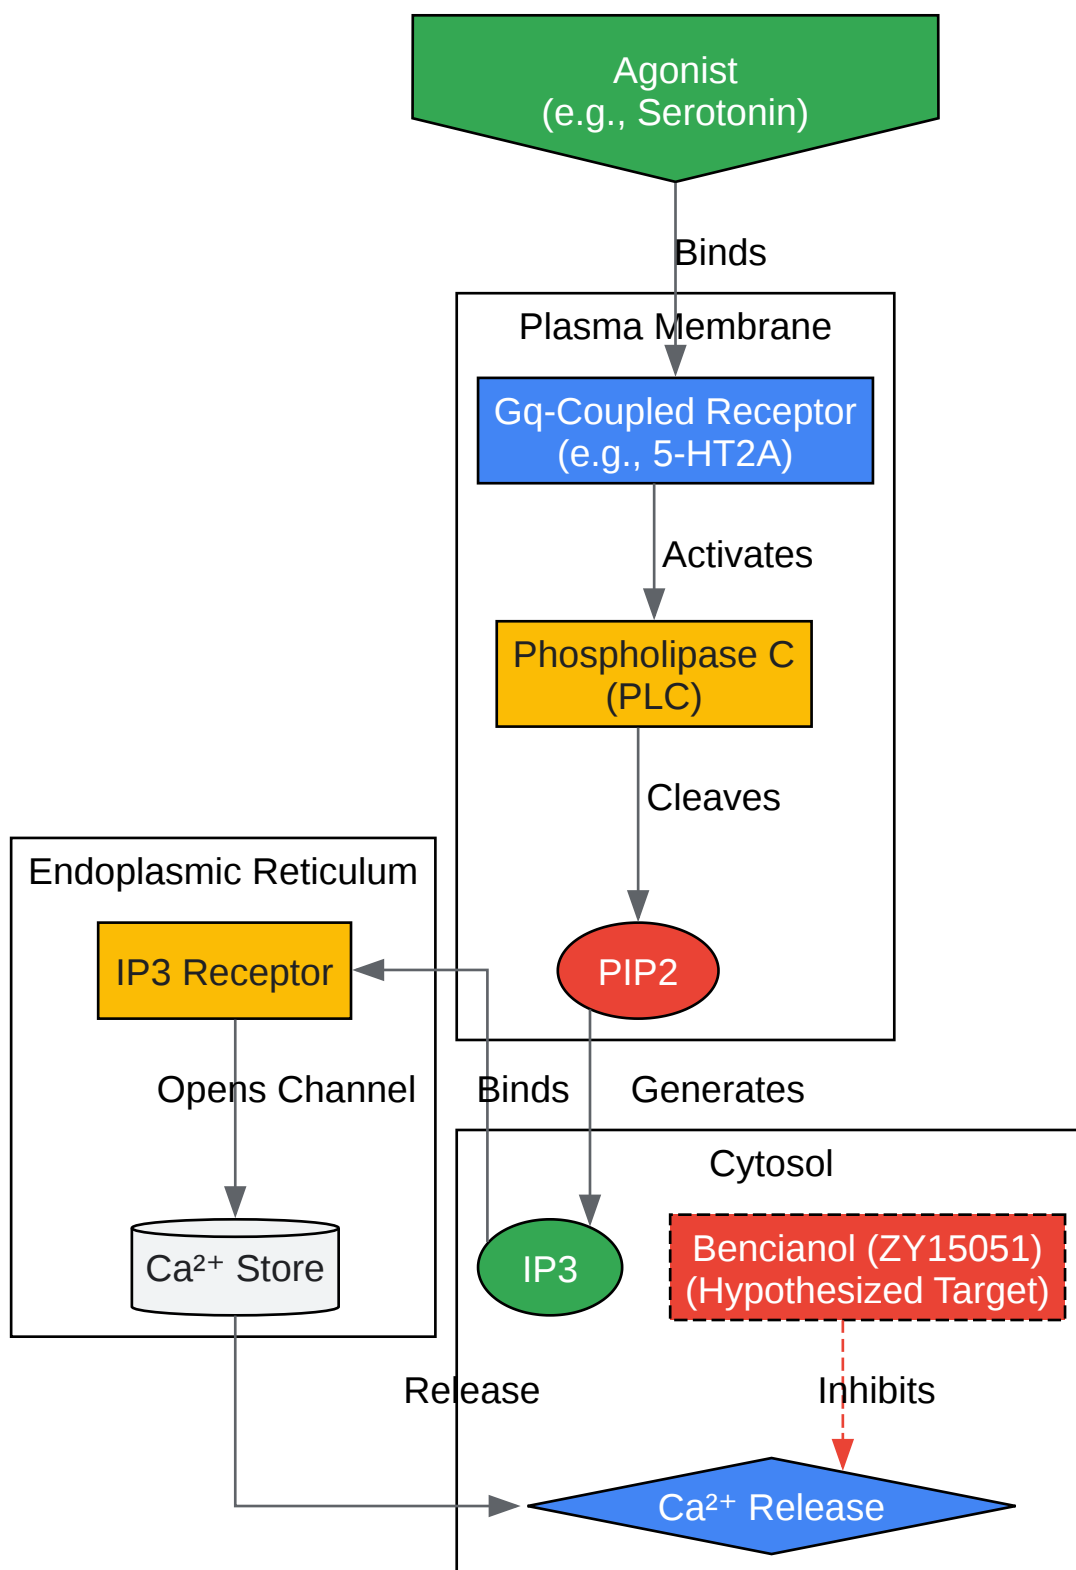 Agonist
(e.g., Serotonin)
Binds
Plasma Membrane
Gq-Coupled Receptor
(e.g., 5-HT2A)
Activates
Phospholipase C
(PLC)
Cleaves
Endoplasmic Reticulum
IP3 Receptor
PIP2
Opens Channel
Binds
Generates
Cytosol
Ca²⁺ Store
IP3
Bencianol (ZY15051)
(Hypothesized Target)
Release
Inhibits
Ca²⁺ Release